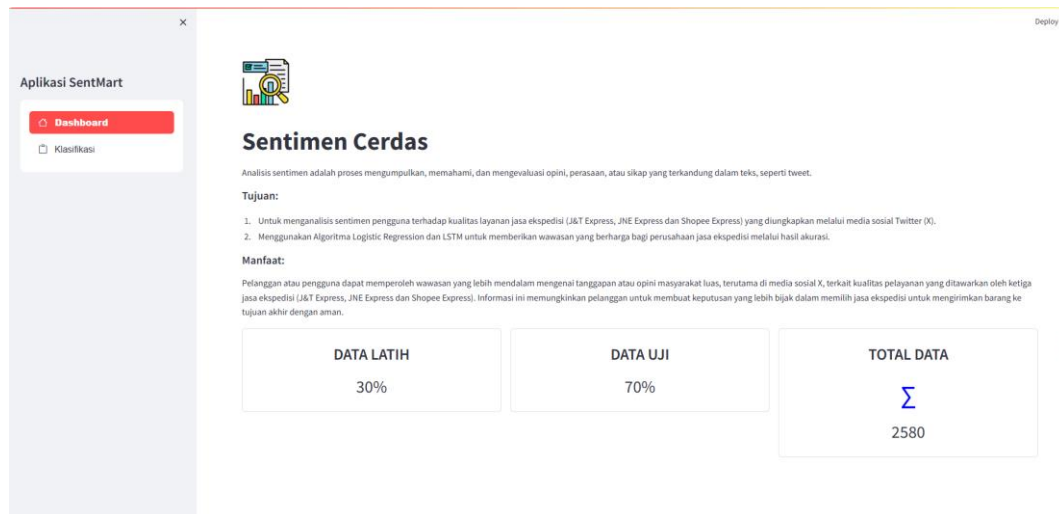 ×
Deploy
Aplikasi SentMart
Dashboard
Klasifikasi
Sentimen Cerdas
Analisis sentimen adalah proses mengumpulkan, memahami, dan mengevaluasi opini, perasaan, atau sikap yang terkandung dalam teks, seperti tweet.
Tujuan:
1. Untuk menganalisis sentimen pengguna terhadap kualitas layanan jasa ekspedisi (J&T Express, JNE Express dan Shopee Express) yang diungkapkan melalui media sosial Twitter (X).
2. Menggunakan Algoritma Logistic Regression dan LSTM untuk memberikan wawasan yang berharga bagi perusahaan jasa ekspedisi melalui hasil akurasi.
Manfaat:
Pelanggan atau pengguna dapat memperoleh wawasan yang lebih mendalam mengenai tanggapan atau opini masyarakat luas, terutama di media sosial X, terkait kualitas pelayanan yang ditawarkan oleh ketiga
jasa ekspedisi (J&T Express, JNE Express dan Shopee Express). Informasi ini memungkinkan pelanggan untuk membuat keputusan yang lebih bijak dalam memilih jasa ekspedisi untuk mengirimkan barang ke
tujuan akhir dengan aman.
DATA LATIH
30%
DATA UJI
70%
TOTAL DATA
Σ
2580